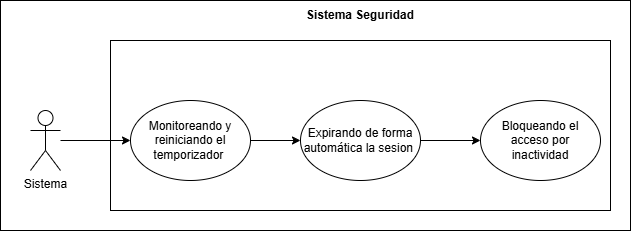 Sistema Seguridad
Monitoreando y
reiniciando el
temporizador
Expirando de forma
automática la sesion
Bloqueando el
acceso por
inactividad
Sistema